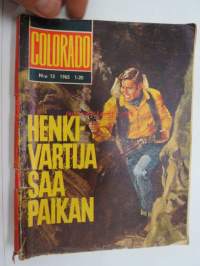 COLORADO
N:o 13 1965 1:20
HENKI-
VARTIJA
SAA
PAIKAN